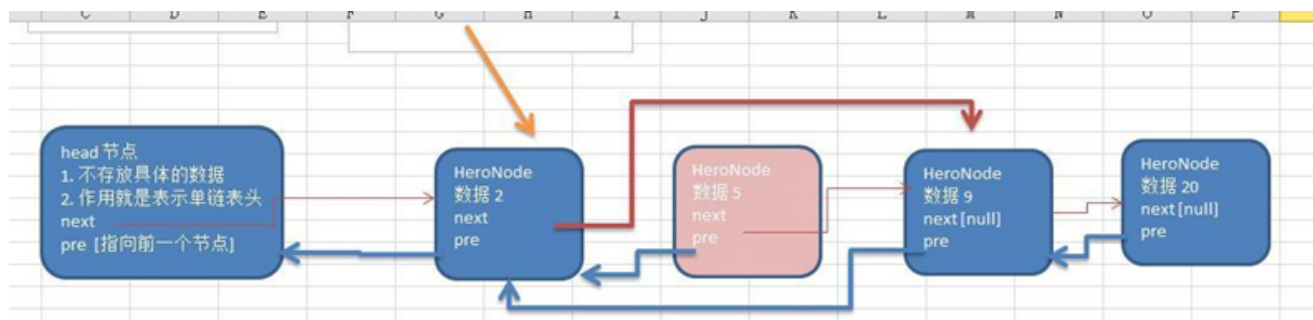 C D E F G H I J K L M N O P
head 节点
1. 不存放具体的数据
2. 作用就是表示单链表头
next
pre [指向前一个节点]
HeroNode
数据 2
next
pre
HeroNode
数据 5
next
pre
HeroNode
数据 9
next[null]
pre
HeroNode
数据 20
next[null]
pre